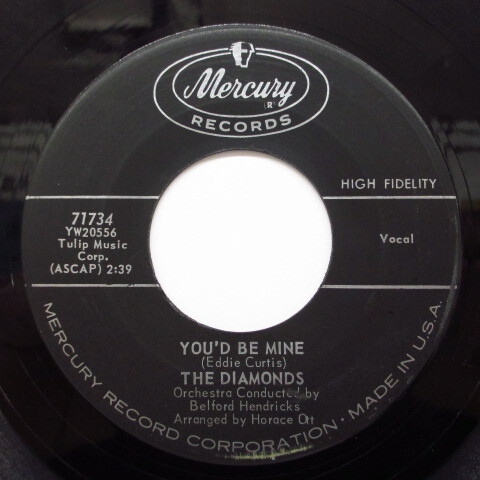 Mercury
(R)
RECORDS
HIGH FIDELITY
71734
YW20556
Tulip Music
Corp.
(ASCAP) 2:39
Vocal
YOU'D BE MINE
(Eddie Curtis)
THE DIAMONDS
Orchestra Conducted by
Belford Hendricks
Arranged by Horace Ott
MERCURY RECORD CORPORATION • MADE IN U.S.A.